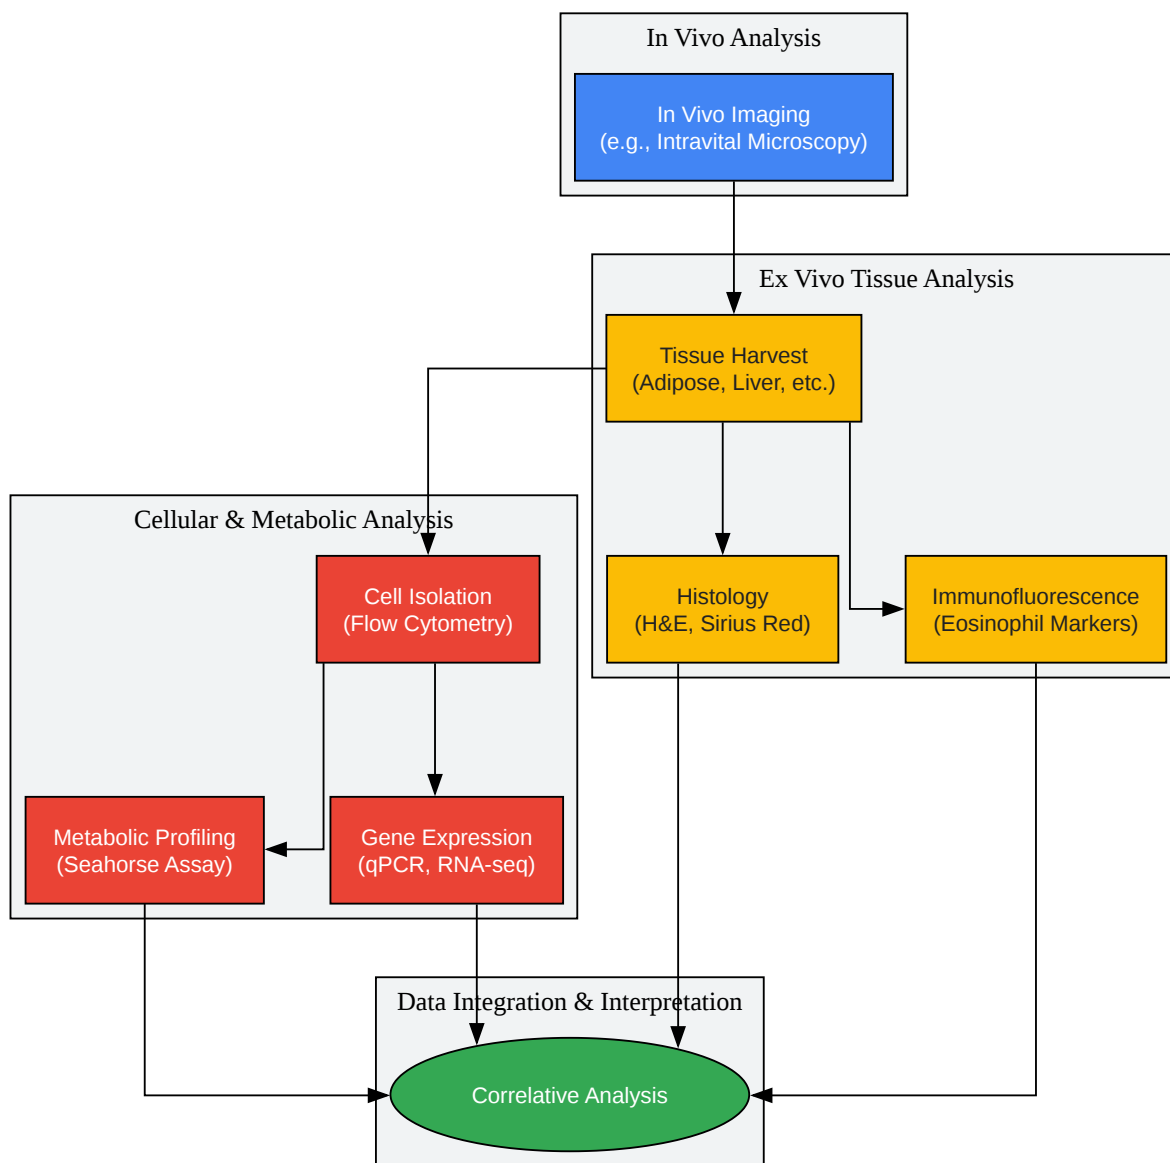 In Vivo Analysis
In Vivo Imaging
(e.g., Intravital Microscopy)
Ex Vivo Tissue Analysis
Tissue Harvest
(Adipose, Liver, etc.)
Cellular & Metabolic Analysis
Cell Isolation
(Flow Cytometry)
Histology
(H&E, Sirius Red)
Immunofluorescence
(Eosinophil Markers)
Metabolic Profiling
(Seahorse Assay)
Gene Expression
(qPCR, RNA-seq)
Data Integration & Interpretation
Correlative Analysis